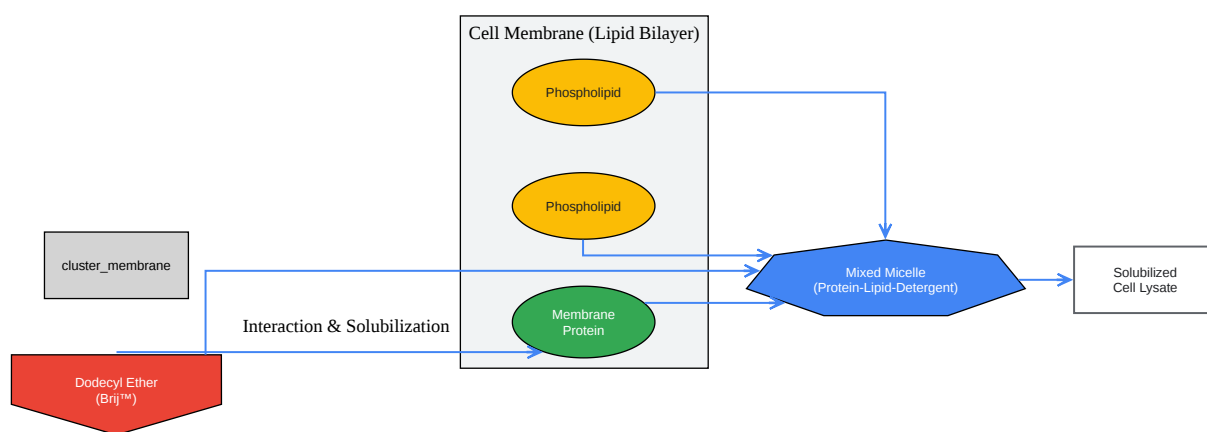 Cell Membrane (Lipid Bilayer)
Phospholipid
Phospholipid
cluster_membrane
Mixed Micelle
(Protein-Lipid-Detergent)
Solubilized
Cell Lysate
Membrane
Protein
Interaction & Solubilization
Dodecyl Ether
(Brij™)